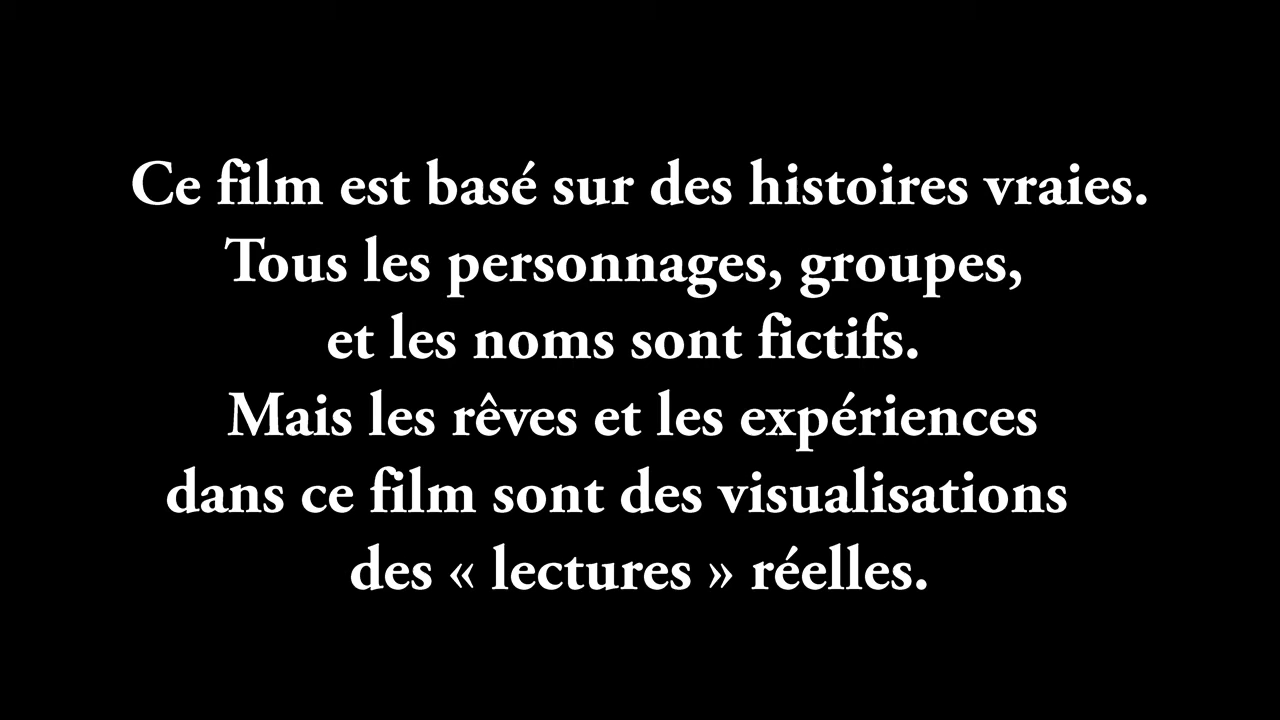 Ce film est basé sur des histoires vraies.
Tous les personnages, groupes,
et les noms sont fictifs.
Mais les rêves et les expériences
dans ce film sont des visualisations
des « lectures » réelles.